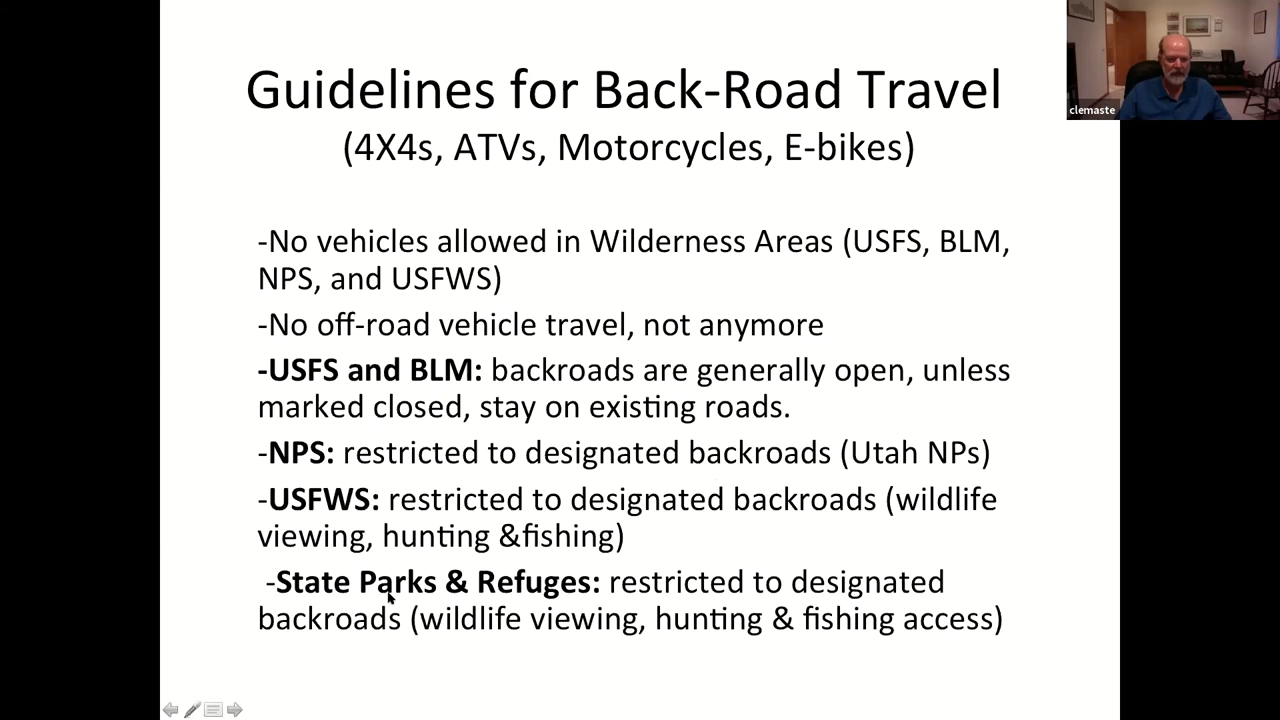 Guidelines for Back-Road Travel
(4X4s, ATVs, Motorcycles, E-bikes)
-No vehicles allowed in Wilderness Areas (USFS, BLM,
NPS, and USFWS)
-No off-road vehicle travel, not anymore
-USFS and BLM: backroads are generally open, unless
marked closed, stay on existing roads.
-NPS: restricted to designated backroads (Utah NPs)
-USFWS: restricted to designated backroads (wildlife
viewing, hunting &fishing)
-State Parks & Refuges: restricted to designated
backroads (wildlife viewing, hunting & fishing access)
clemaste